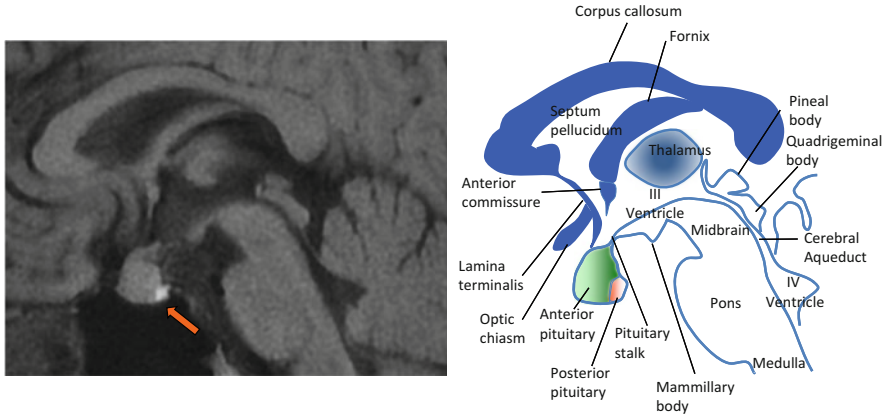 Corpus callosum
Fornix
Septum
pellucidum
Pineal
body
Thalamus
Quadrigeminal
body
Anterior
commissure
III
Ventricle
Midbrain
Cerebral
Aqueduct
Lamina
terminalis
IV
Ventricle
Pons
Optic
chiasm
Anterior
pituitary
Pituitary
stalk
Posterior
pituitary
Mammillary
body
Medulla